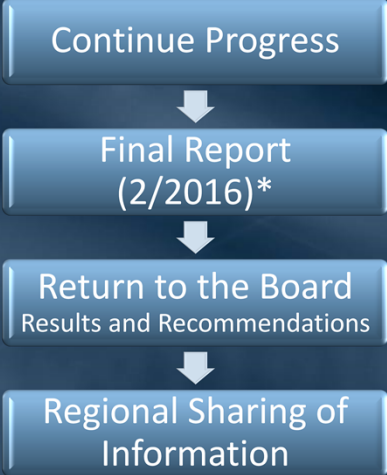 Continue Progress
Final Report
(2/2016)*
Return to the Board
Results and Recommendations
Regional Sharing of
Information